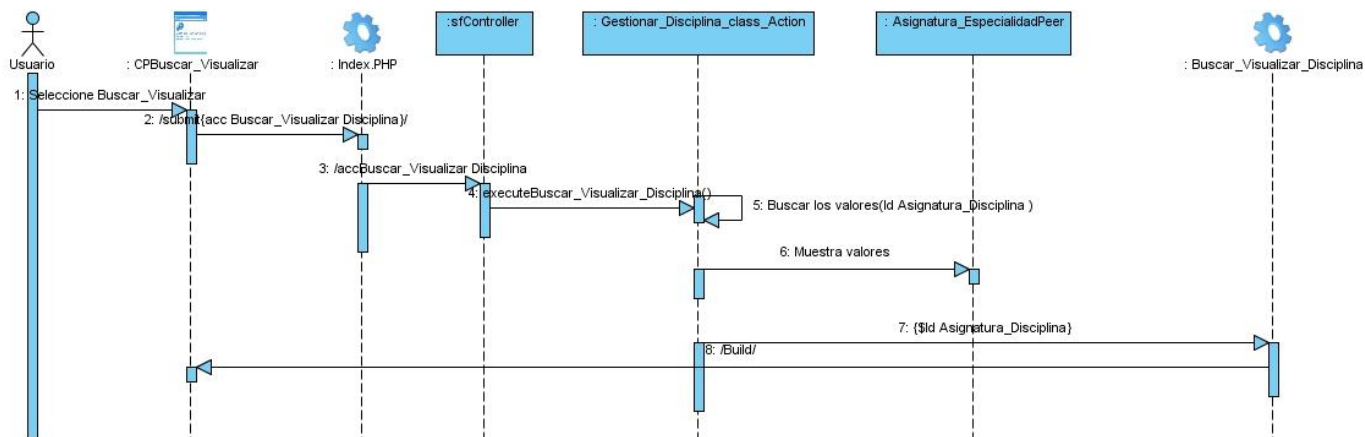 :sfController
: Gestionar_Disciplina_class_Action
: Asignatura_EspecialidadPeer
Usuario
: CPBuscar_Visualizar
: Index.PHP
: Buscar_Visualizar_Disciplina
1: Seleccione Buscar_Visualizar
2: /submit{acc Buscar_Visualizar Disciplina}/
3: /accBuscar_Visualizar Disciplina
4: executeBuscar_Visualizar_Disciplina()
5: Buscar los valores(Id Asignatura_Disciplina )
6: Muestra valores
7: {$Id Asignatura_Disciplina}
8: /Build/